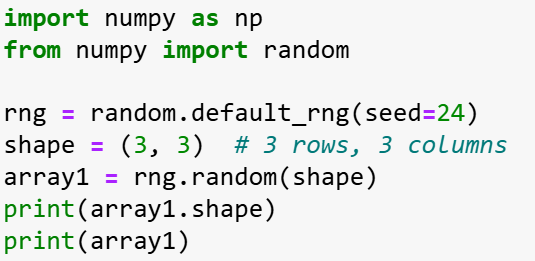 import numpy as np
from numpy import random

rng = random.default_rng(seed=24)
shape = (3, 3)  # 3 rows, 3 columns
array1 = rng.random(shape)
print(array1.shape)
print(array1)